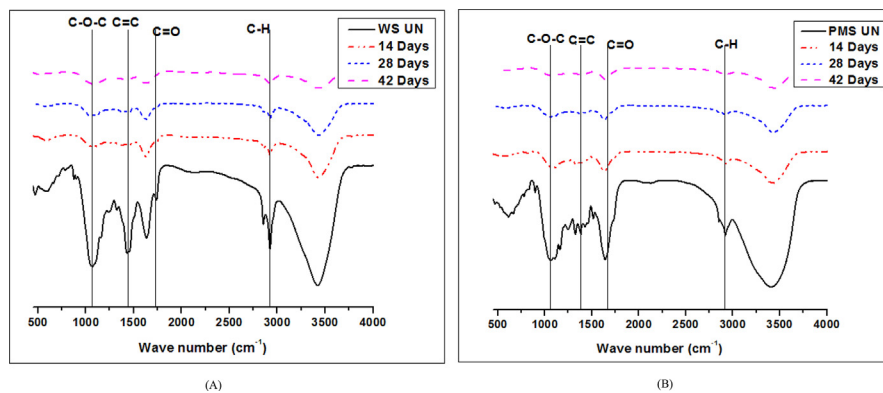 C-O-C C=C C=O C-H
WS UN
14 Days
28 Days
42 Days
500 1000 1500 2000 2500 3000 3500 4000
Wave number (cm-1)
(A)
C-O-C C=C C=O C-H
PMS UN
14 Days
28 Days
42 Days
500 1000 1500 2000 2500 3000 3500 4000
Wave number (cm-1)
(B)